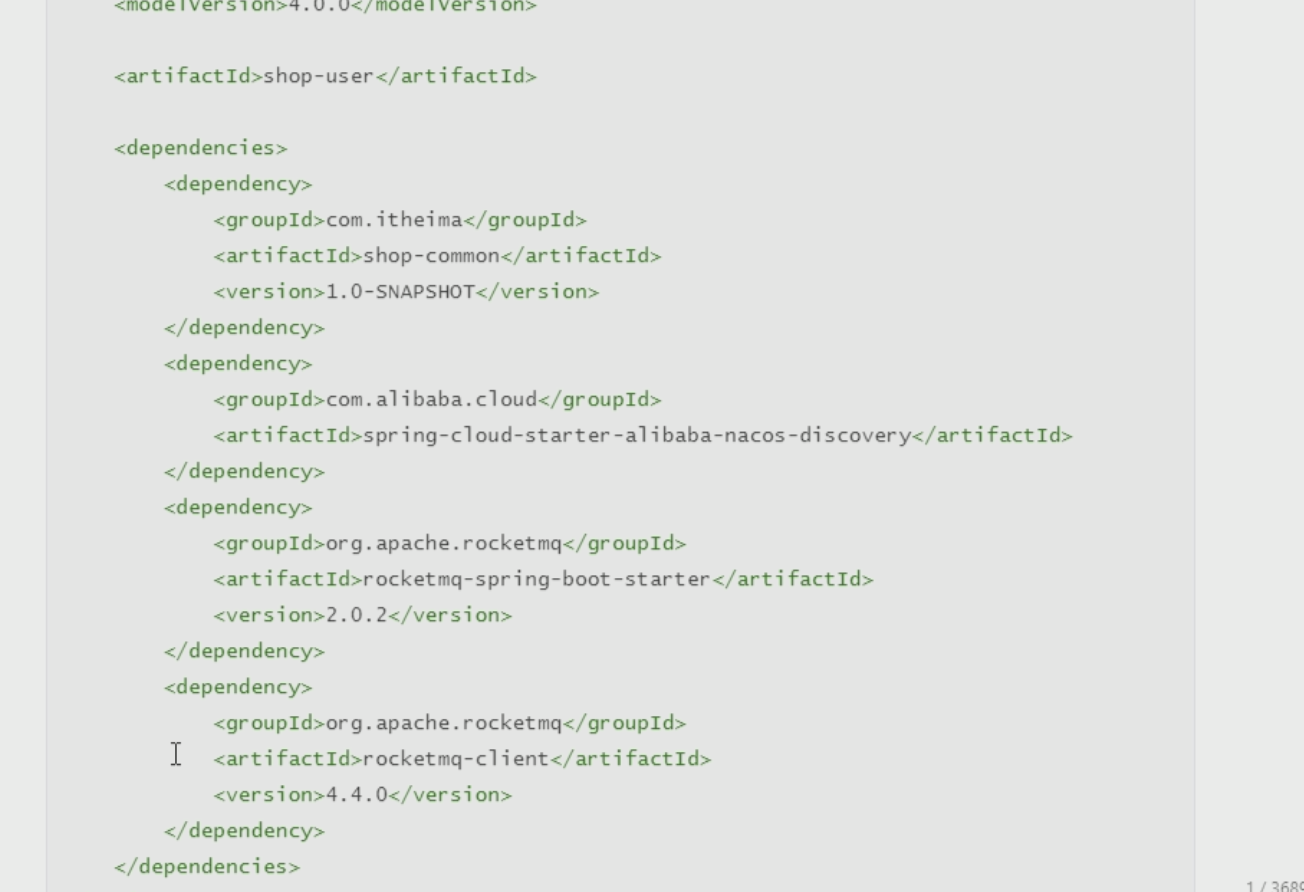 <modelVersion>4.0.0</modelVersion>
<artifactId>shop-user</artifactId>
<dependencies>
<dependency>
<groupId>com.itheima</groupId>
<artifactId>shop-common</artifactId>
<version>1.0-SNAPSHOT</version>
</dependency>
<dependency>
<groupId>com.alibaba.cloud</groupId>
<artifactId>spring-cloud-starter-alibaba-nacos-discovery</artifactId>
</dependency>
<dependency>
<groupId>org.apache.rocketmq</groupId>
<artifactId>rocketmq-spring-boot-starter</artifactId>
<version>2.0.2</version>
</dependency>
<dependency>
<groupId>org.apache.rocketmq</groupId>
<artifactId>rocketmq-client</artifactId>
<version>4.4.0</version>
</dependency>
</dependencies>